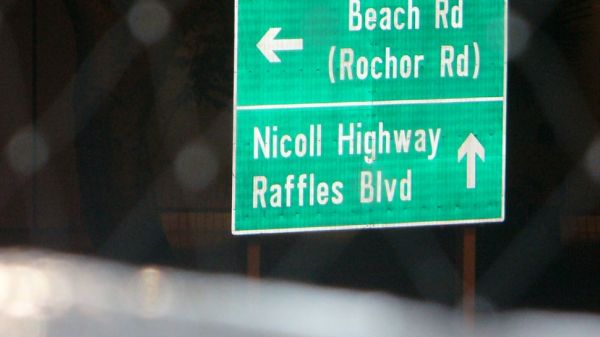 Beach Rd
(Rochor Rd)
Nicoll Highway
Raffles Blvd